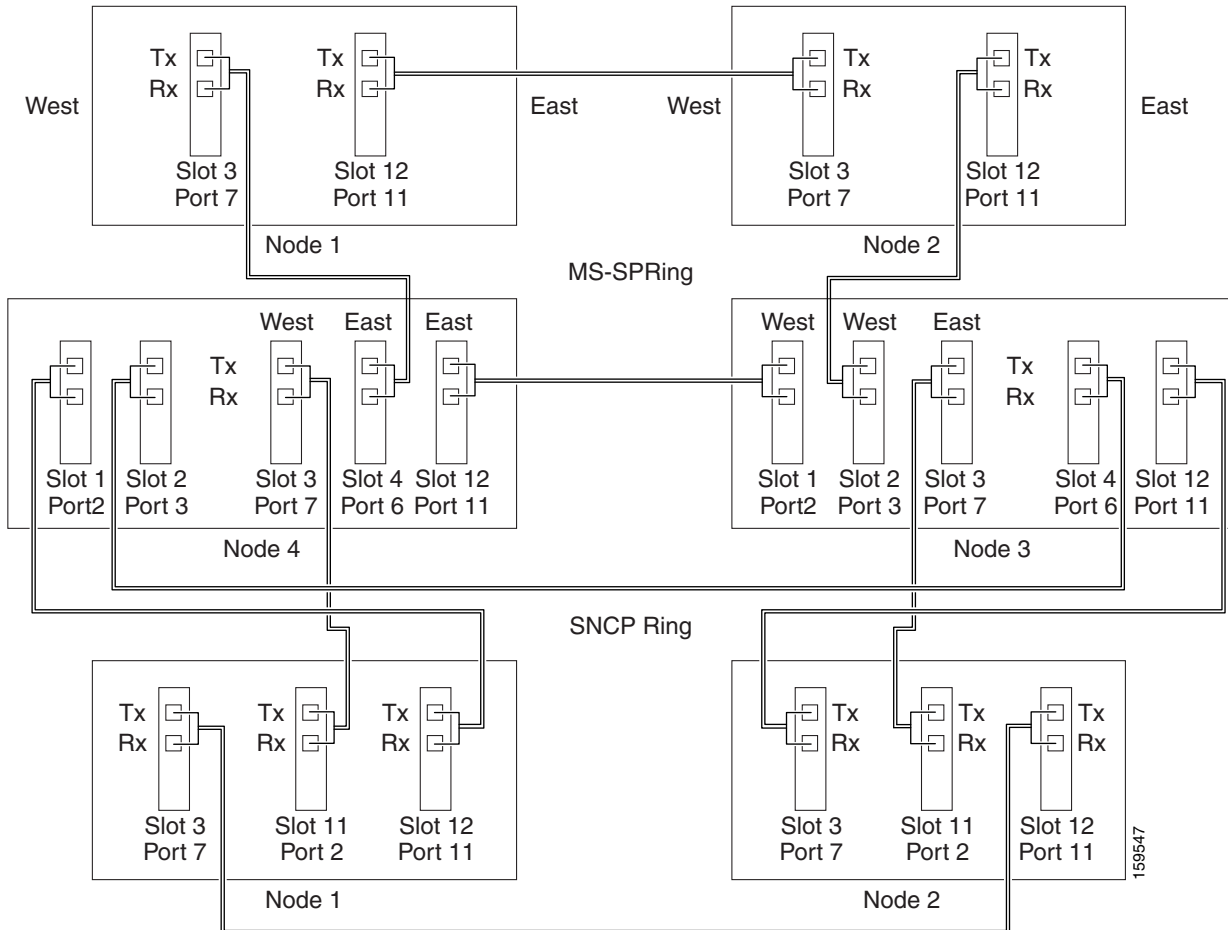 Tx
Rx
Tx
Rx
Tx
Rx
Tx
Rx
West
East
West
East
Slot 3
Port 7
Slot 12
Port 11
Slot 3
Port 7
Slot 12
Port 11
Node 1
Node 2
MS-SPRing
West
East
East
West
West
East
Tx
Rx
Tx
Rx
Slot 1
Port2
Slot 2
Port 3
Slot 3
Port 7
Slot 4
Port 6
Slot 12
Port 11
Slot 1
Port2
Slot 2
Port 3
Slot 3
Port 7
Slot 4
Port 6
Slot 12
Port 11
Node 4
Node 3
SNCP Ring
Tx
Rx
Tx
Rx
Tx
Rx
Tx
Rx
Tx
Rx
Tx
Rx
Slot 3
Port 7
Slot 11
Port 2
Slot 12
Port 11
Slot 3
Port 7
Slot 11
Port 2
Slot 12
Port 11
159547
Node 1
Node 2